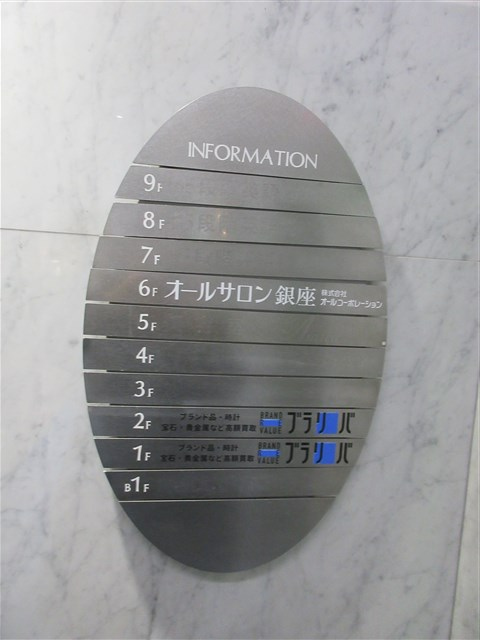 INFORMATION
9F
8F
7F
6F オールサロン 銀座 株式会社 オールコーポレーション
5F
4F
3F
2F ブランド品・時計 宝石・貴金属など高額買取 BRAND VALUE ブラリバ
1F ブランド品・時計 宝石・貴金属など高額買取 BRAND VALUE ブラリバ
B1F